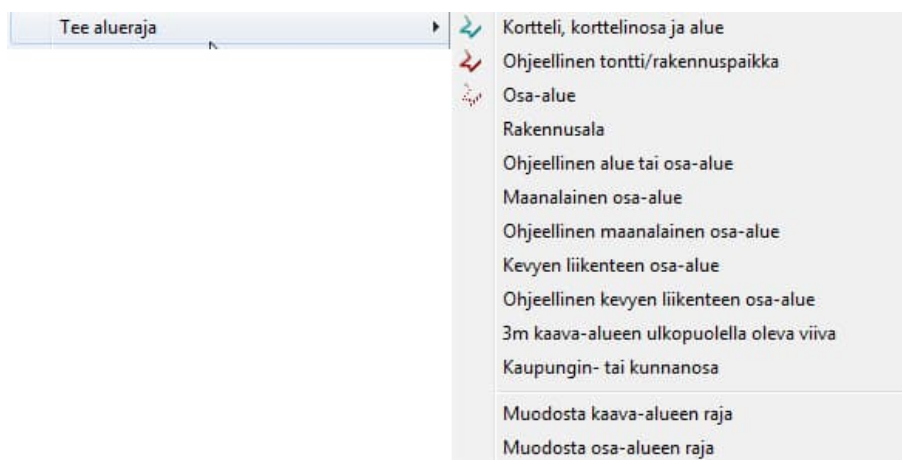 Tee alueraja
Kortteli, korttelinosa ja alue
Ohjeellinen tontti/rakennuspaikka
Osa-alue
Rakennusala
Ohjeellinen alue tai osa-alue
Maanalainen osa-alue
Ohjeellinen maanalainen osa-alue
Kevyen liikenteen osa-alue
Ohjeellinen kevyen liikenteen osa-alue
3m kaava-alueen ulkopuolella oleva viiva
Kaupungin- tai kunnanosa
Muodosta kaava-alueen raja
Muodosta osa-alueen raja